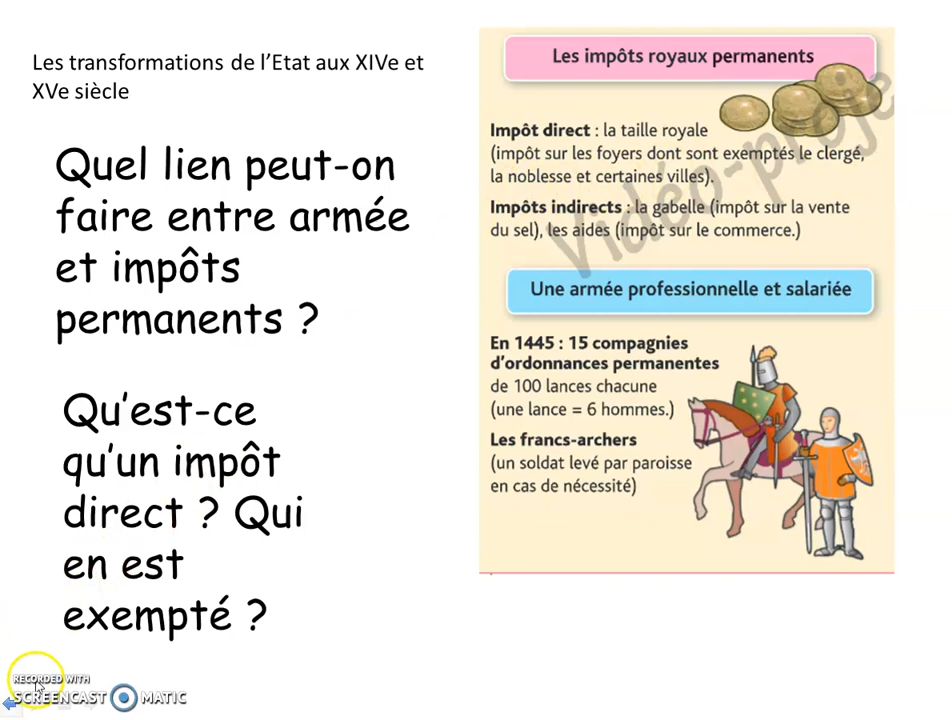 Les transformations de l'Etat aux XIVe et
XVe siècle
Quel lien peut-on
faire entre armée
et impôts
permanents ?
Qu'est-ce
qu'un impôt
direct ? Qui
en est
exempté ?
Les impôts royaux permanents
Impôt direct : la taille royale
(impôt sur les foyers dont sont exemptés le clergé,
la noblesse et certaines villes).
Impôts indirects : la gabelle (impôt sur la vente
du sel), les aides (impôt sur le commerce.)
Vidéo-proje
Une armée professionnelle et salariée
En 1445 : 15 compagnies
d'ordonnances permanentes
de 100 lances chacune
(une lance = 6 hommes.)
Les francs-archers
(un soldat levé par paroisse
en cas de nécessité)
RECORDED WITH
SCREENCAST MATIC